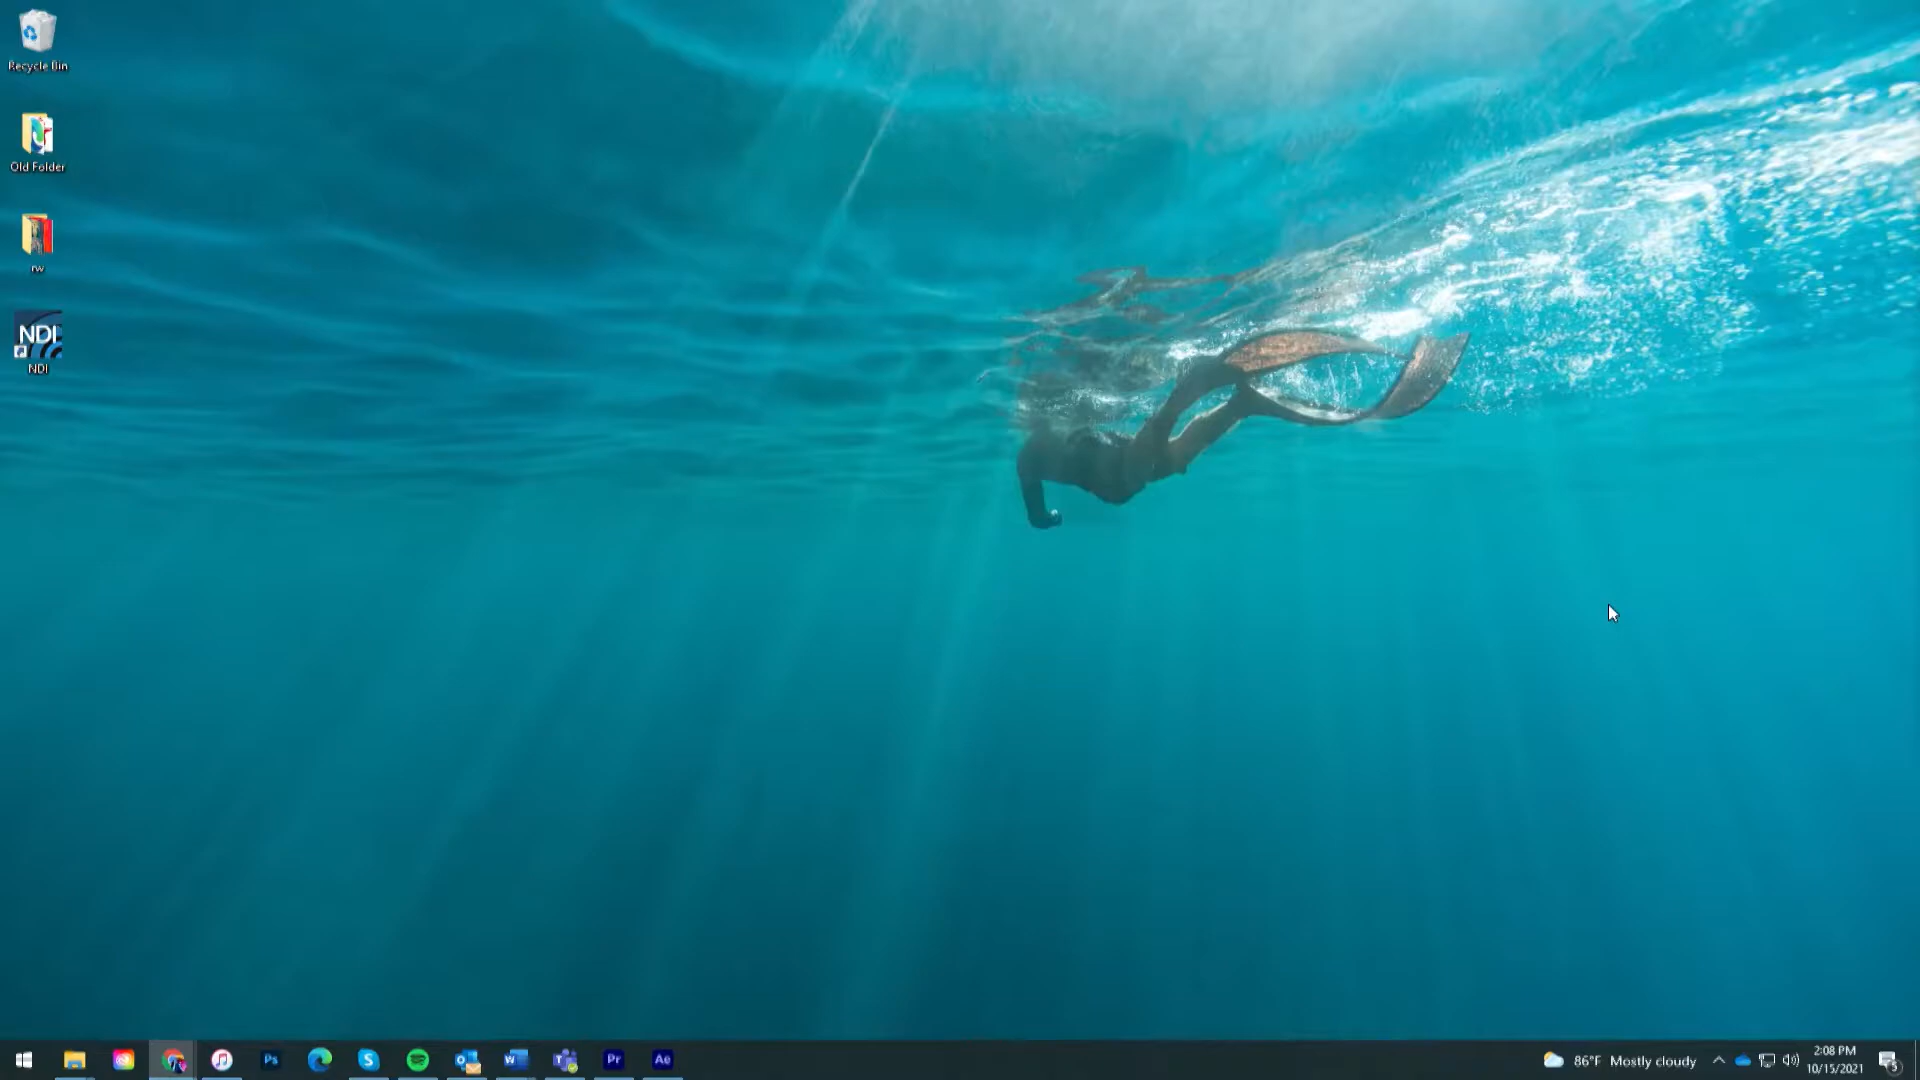 Recycle Bin
Old Folder
rw
NDI
NDI
Ps
S
W
T
Pr
Ae
86°F Mostly cloudy
2:08 PM
10/15/2021
5